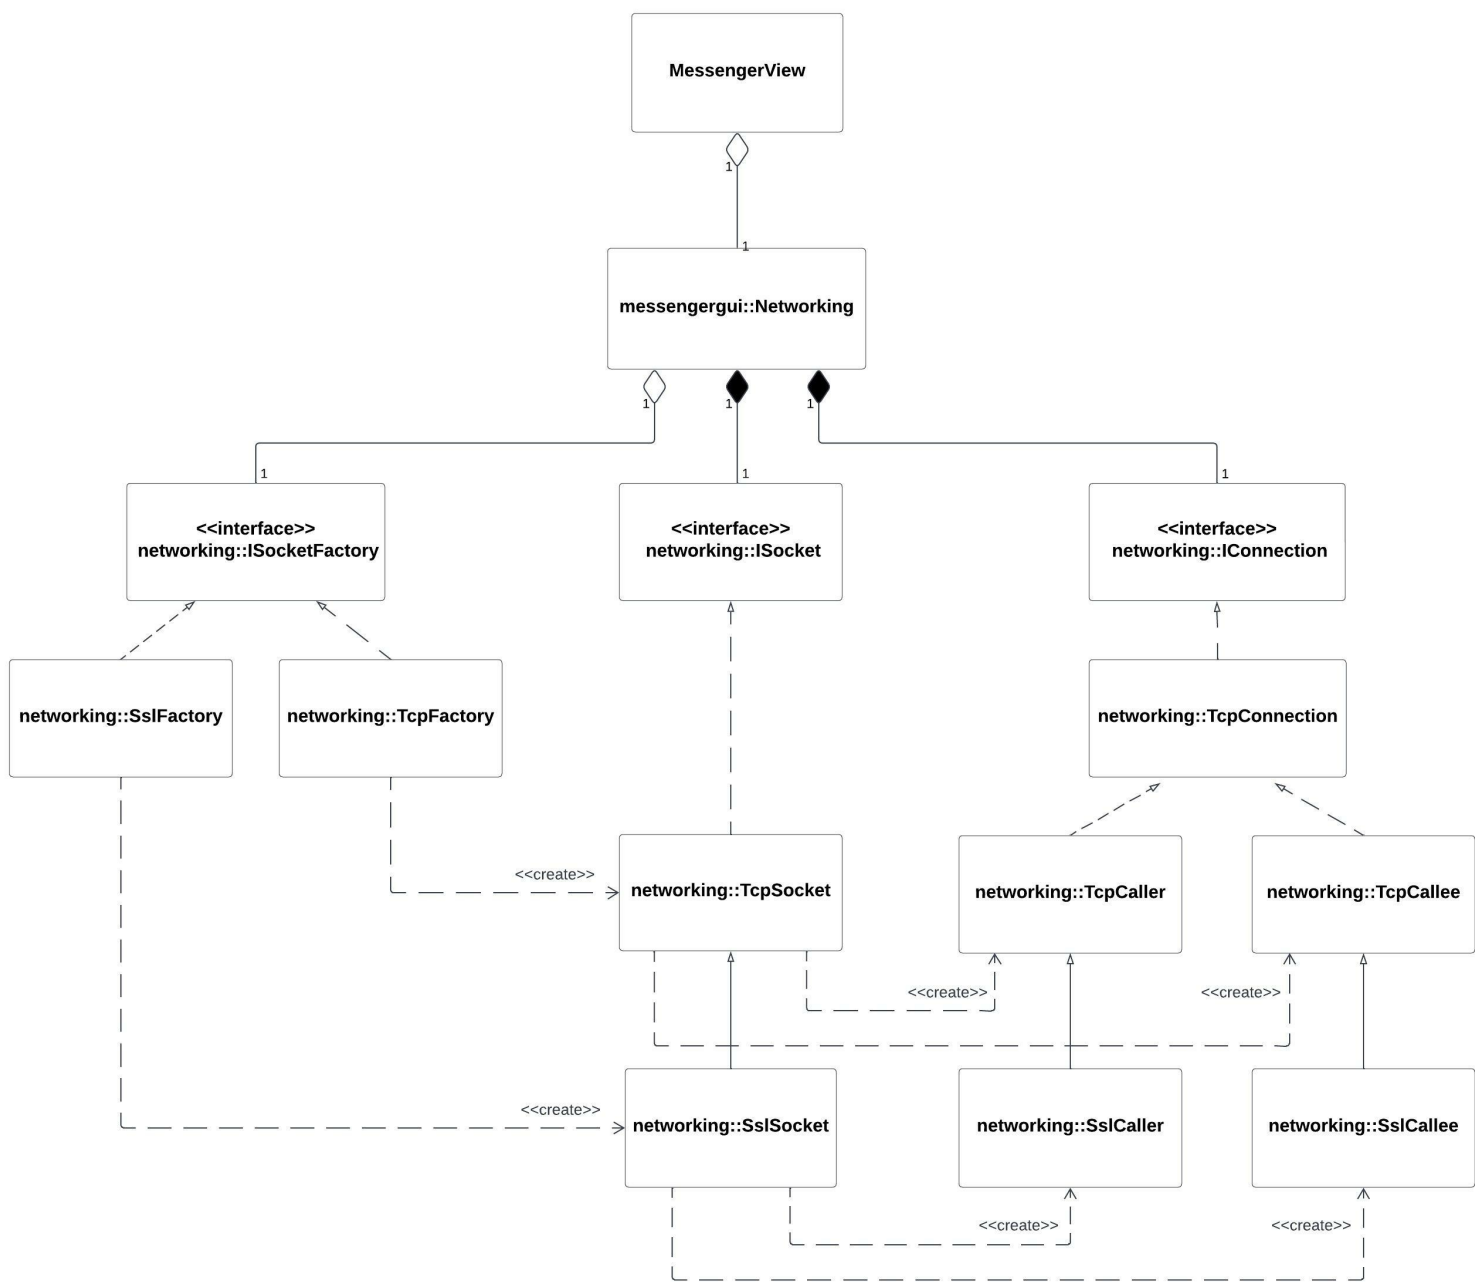 MessengerView
1
1
messengergui::Networking
1
1
1
1
1
1
<<interface>>
networking::ISocketFactory
<<interface>>
networking::ISocket
<<interface>>
networking::IConnection
networking::SslFactory
networking::TcpFactory
networking::TcpConnection
<<create>>
networking::TcpSocket
networking::TcpCaller
networking::TcpCallee
<<create>>
<<create>>
<<create>>
networking::SslSocket
networking::SslCaller
networking::SslCallee
<<create>>
<<create>>